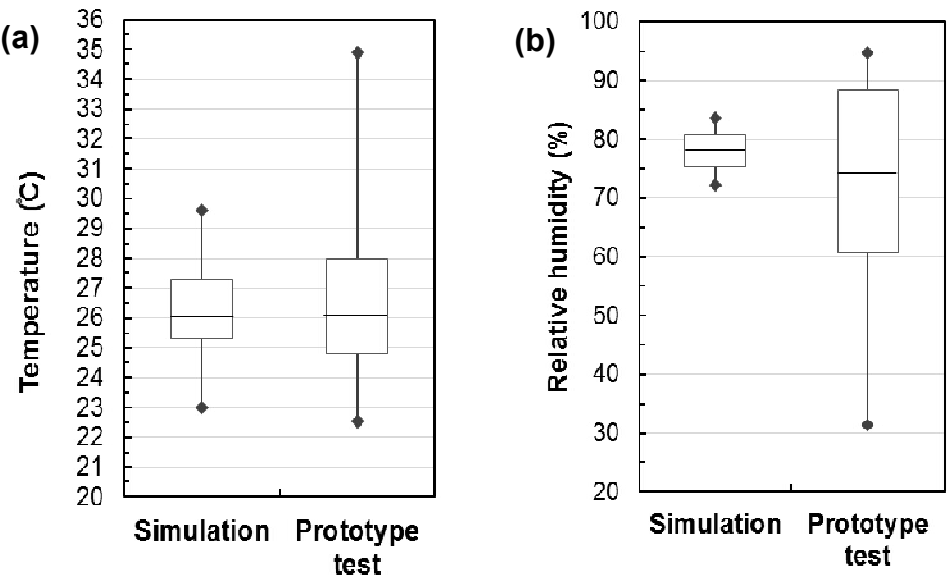 (a)
Temperature (℃)
36
35
34
33
32
31
30
29
28
27
26
25
24
23
22
21
20
Simulation
Prototype
test
(b)
Relative humidity (%)
100
90
80
70
60
50
40
30
20
Simulation
Prototype
test